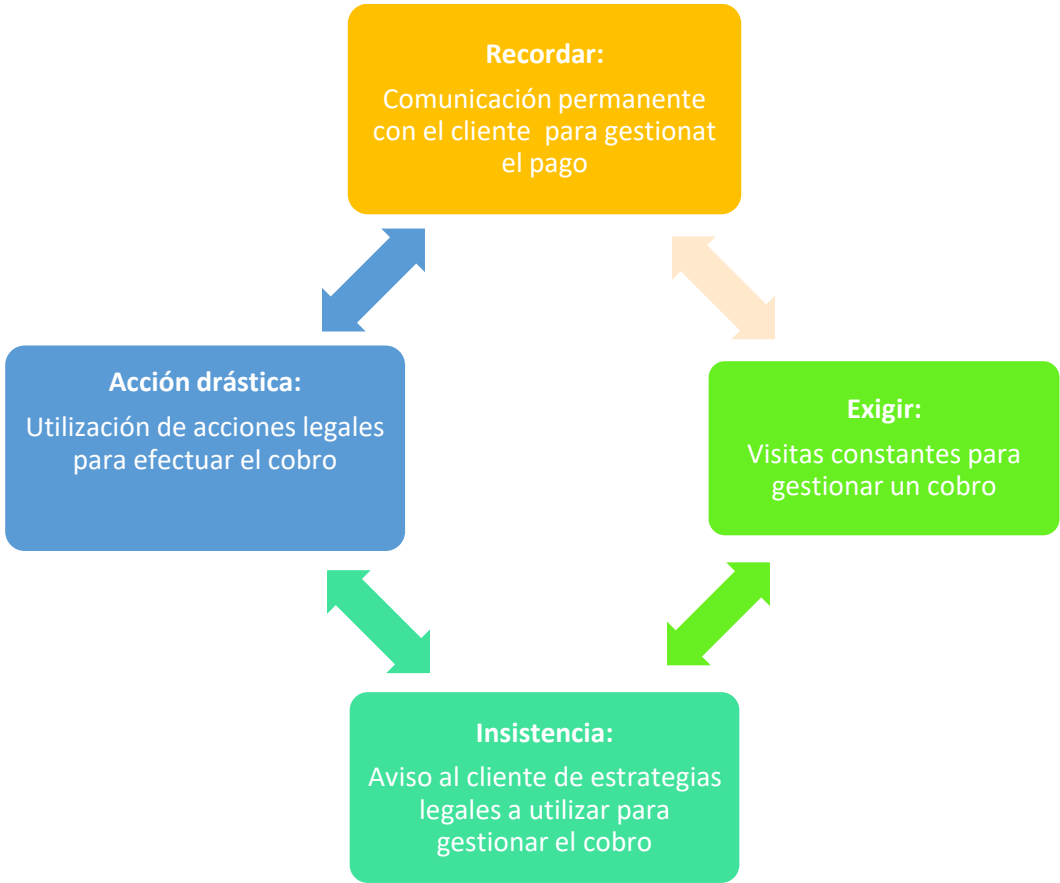 Recordar:
Comunicación permanente
con el cliente para gestionat
el pago
Exigir:
Visitas constantes para
gestionar un cobro
Insistencia:
Aviso al cliente de estrategias
legales a utilizar para
gestionar el cobro
Acción drástica:
Utilización de acciones legales
para efectuar el cobro